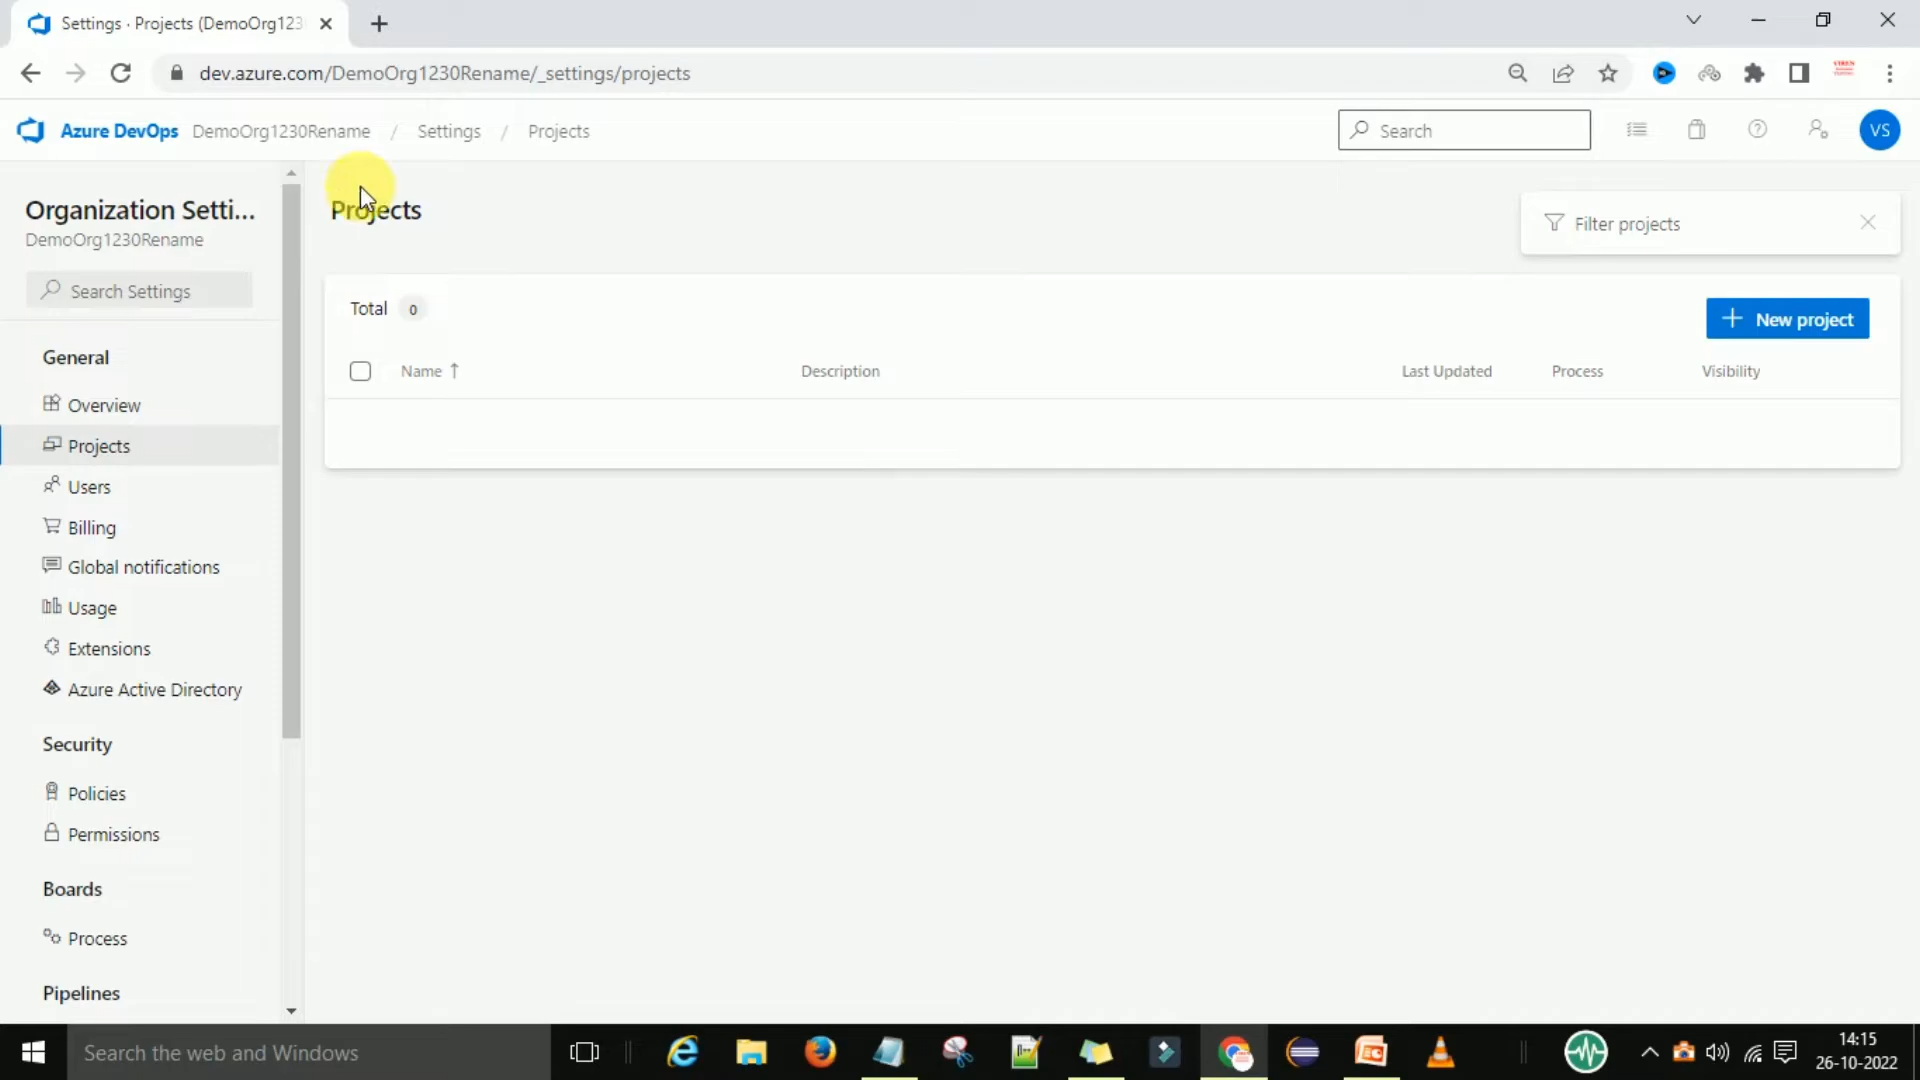 Settings · Projects (DemoOrg123
dev.azure.com/DemoOrg1230Rename/_settings/projects
Azure DevOps DemoOrg1230Rename / Settings / Projects
Search
VS
Organization Setti...
DemoOrg1230Rename
Search Settings
General
Overview
Projects
Users
Billing
Global notifications
Usage
Extensions
Azure Active Directory
Security
Policies
Permissions
Boards
Process
Pipelines
Projects
Filter projects
Total 0
New project
Name ↑ Description Last Updated Process Visibility
Search the web and Windows
14:15
26-10-2022